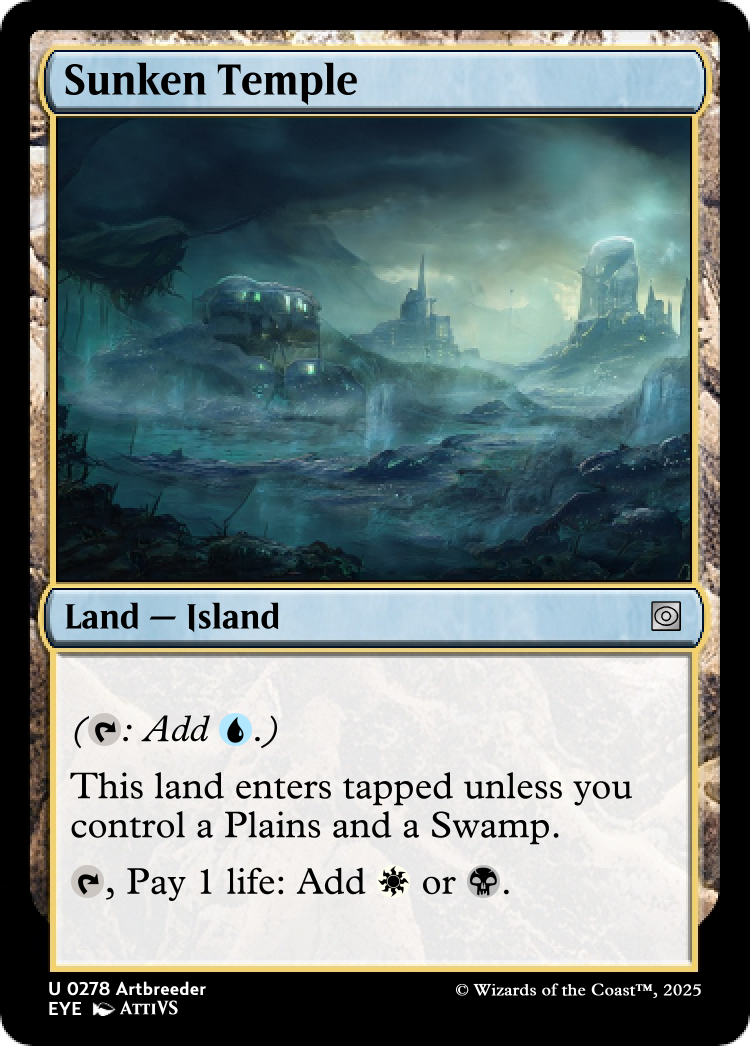 Sunken Temple
Land — Island
(: Add .)
This land enters tapped unless you
control a Plains and a Swamp.
, Pay 1 life: Add or .
U 0278 Artbreeder
EYE AttiVS
© Wizards of the Coast™, 2025